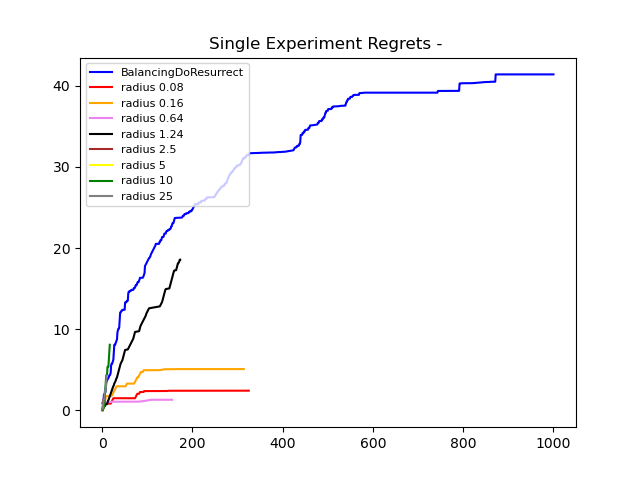 Single Experiment Regrets -
BalancingDoResurrect
radius 0.08
radius 0.16
radius 0.64
radius 1.24
radius 2.5
radius 5
radius 10
radius 25
40
30
20
10
0
0 200 400 600 800 1000